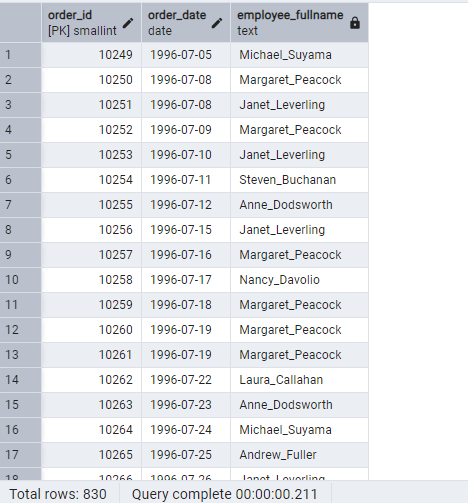 order_id order_date employee_fullname
[PK] smallint date text
1 10249 1996-07-05 Michael_Suyama
2 10250 1996-07-08 Margaret_Peacock
3 10251 1996-07-08 Janet_Leverling
4 10252 1996-07-09 Margaret_Peacock
5 10253 1996-07-10 Janet_Leverling
6 10254 1996-07-11 Steven_Buchanan
7 10255 1996-07-12 Anne_Dodsworth
8 10256 1996-07-15 Janet_Leverling
9 10257 1996-07-16 Margaret_Peacock
10 10258 1996-07-17 Nancy_Davolio
11 10259 1996-07-18 Margaret_Peacock
12 10260 1996-07-19 Margaret_Peacock
13 10261 1996-07-19 Margaret_Peacock
14 10262 1996-07-22 Laura_Callahan
15 10263 1996-07-23 Anne_Dodsworth
16 10264 1996-07-24 Michael_Suyama
17 10265 1996-07-25 Andrew_Fuller
18 10266 1996-07-26 Janet_Leverling
Total rows: 830 Query complete 00:00:00.211